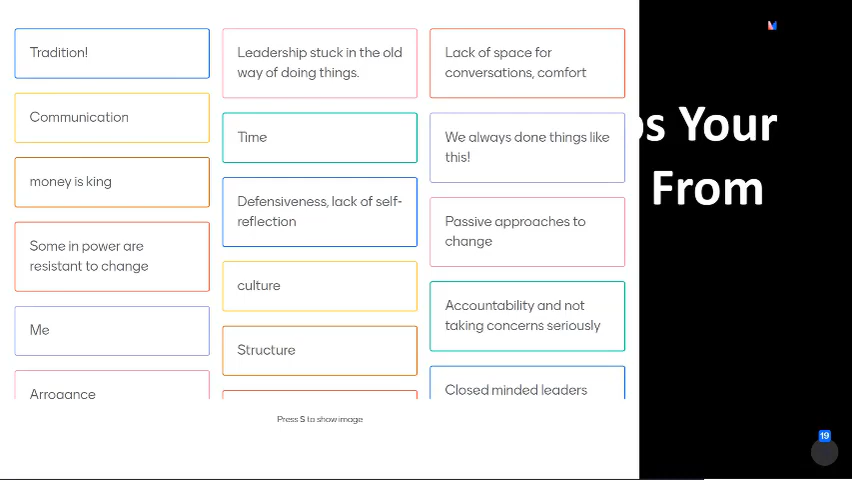 Tradition!
Communication
money is king
Some in power are
resistant to change
Me
Arrogance
Leadership stuck in the old
way of doing things.
Time
Defensiveness, lack of self-
reflection
culture
Structure
Lack of space for
conversations, comfort
We always done things like
this!
Passive approaches to
change
Accountability and not
taking concerns seriously
Closed minded leaders
Press S to show image
Your
From
19